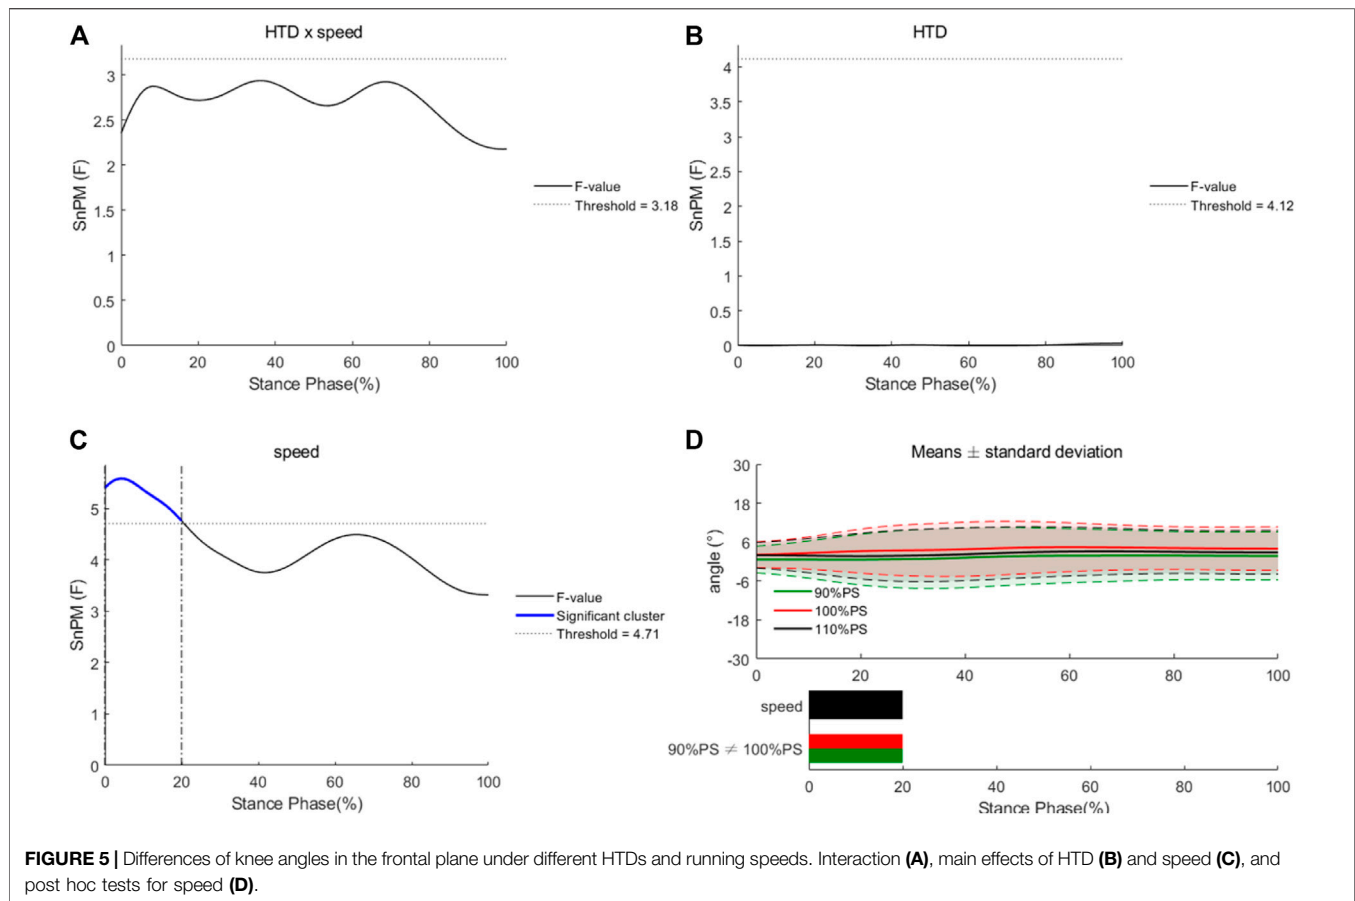 A
HTD x speed
3
2.5
2
1.5
1
0.5
0
SnPM (F)
F-value
Threshold = 3.18
0 20 40 60 80 100
Stance Phase(%)
B
HTD
4
3.5
3
2.5
2
1.5
1
0.5
0
SnPM (F)
F-value
Threshold = 4.12
0 20 40 60 80 100
Stance Phase(%)
C
speed
5
4
3
2
1
0
SnPM (F)
F-value
Significant cluster
Threshold = 4.71
0 20 40 60 80 100
Stance Phase(%)
D
Means ± standard deviation
30
18
6
-6
-18
-30
angle (°)
90%PS
100%PS
110%PS
0 20 40 60 80 100
speed
90%PS ≠ 100%PS
0 20 40 60 80 100
Stance Phase(%)
FIGURE 5 | Differences of knee angles in the frontal plane under different HTDs and running speeds. Interaction (A), main effects of HTD (B) and speed (C), and
post hoc tests for speed (D).